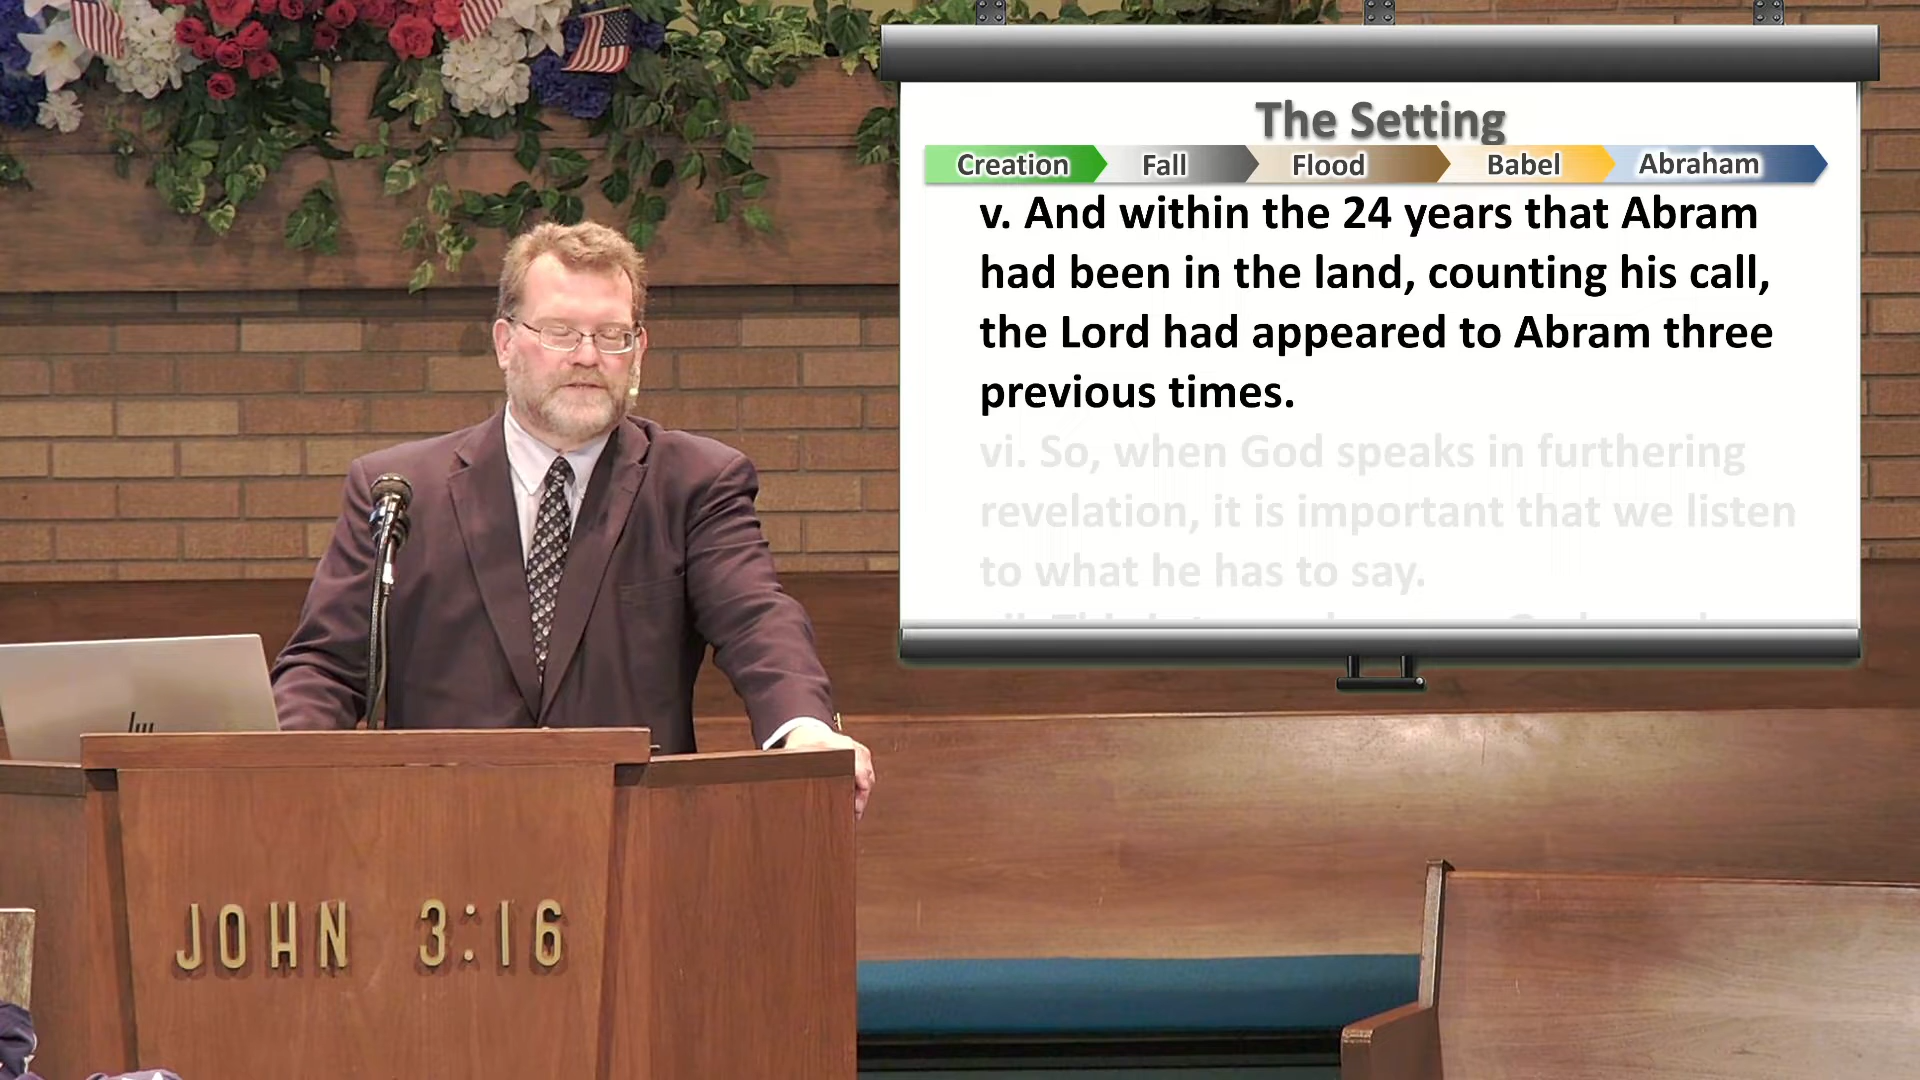 The Setting
Creation Fall Flood Babel Abraham
v. And within the 24 years that Abram
had been in the land, counting his call,
the Lord had appeared to Abram three
previous times.
vi. So, when God speaks in furthering
revelation, it is important that we listen
to what he has to say.
hp
JOHN 3:16